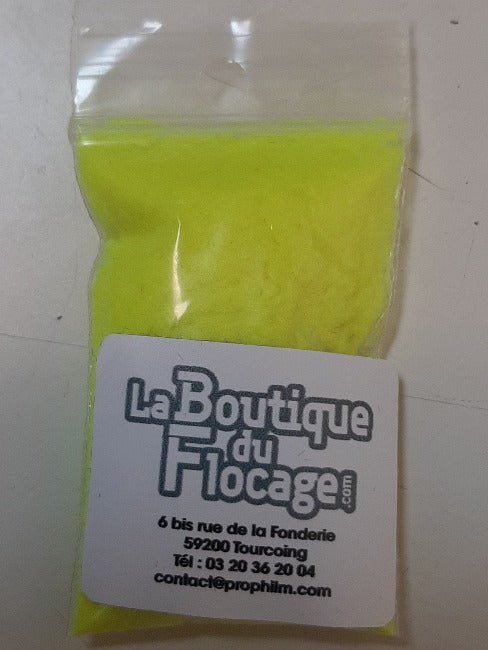 La Boutique
du
Flocage.com
6 bis rue de la Fonderie
59200 Tourcoing
Tél : 03 20 36 20 04
contact@prophilm.com